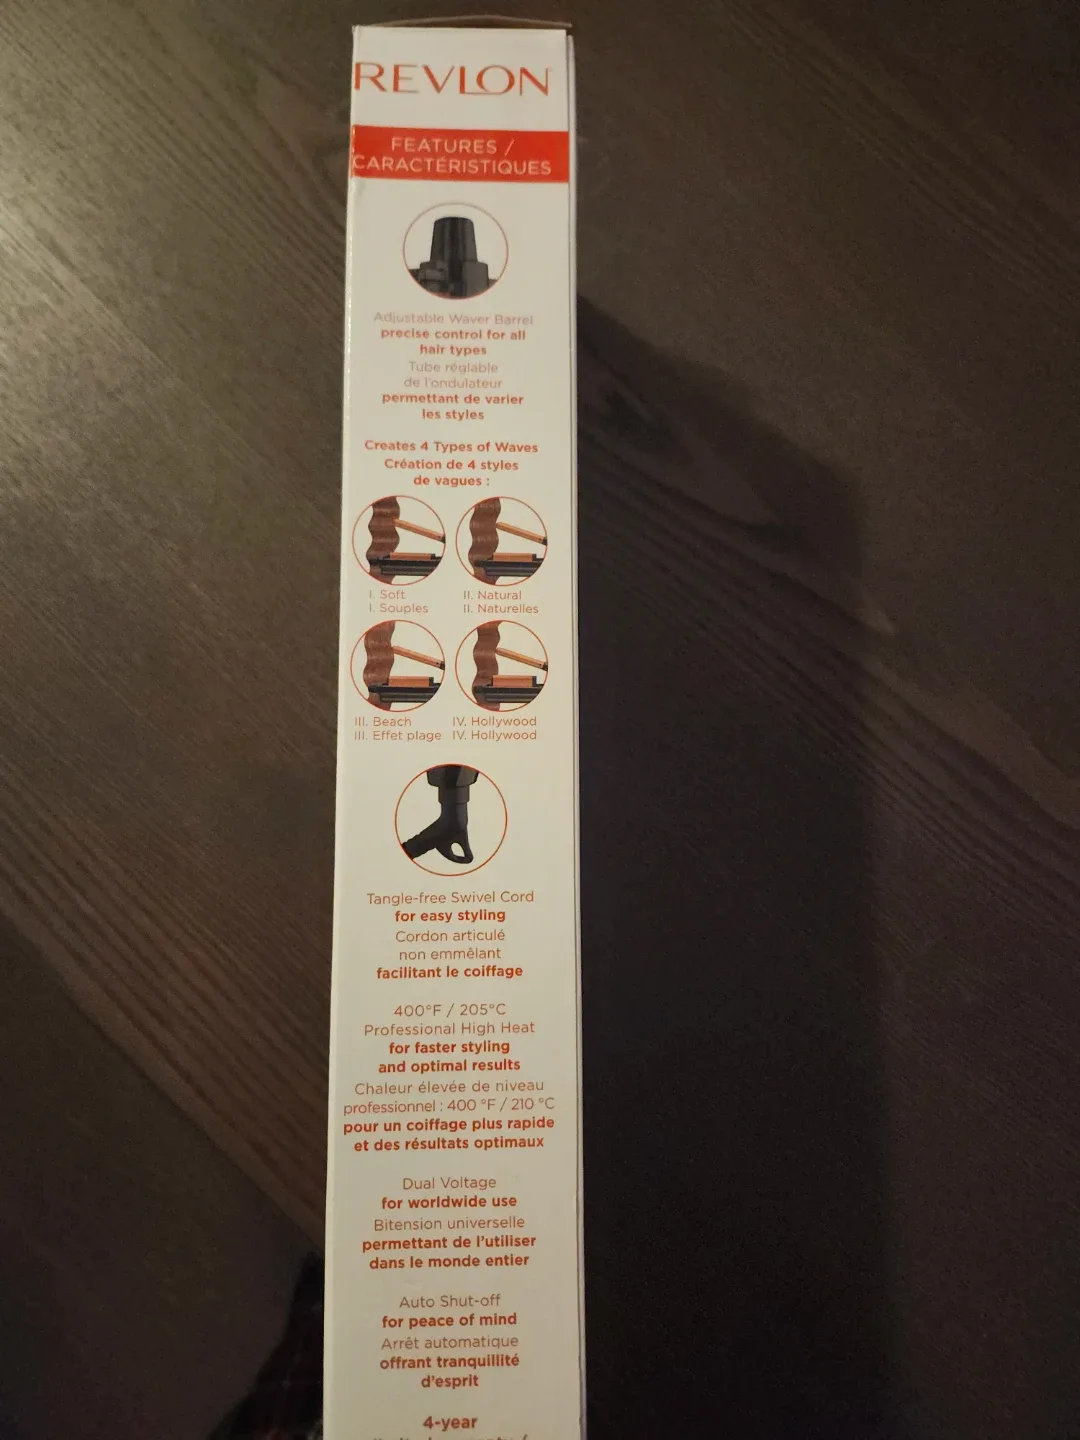 REVLON
FEATURES /
CARACTÉRISTIQUES
Adjustable Waver Barrel
precise control for all
hair types
Tube réglable
de l'ondulateur
permettant de varier
les styles
Creates 4 Types of Waves
Création de 4 styles
de vagues :
I. Soft
I. Souples
II. Natural
II. Naturelles
III. Beach
III. Effet plage
IV. Hollywood
IV. Hollywood
Tangle-free Swivel Cord
for easy styling
Cordon articulé
non emmêlant
facilitant le coiffage
400°F / 205°C
Professional High Heat
for faster styling
and optimal results
Chaleur élevée de niveau
professionnel : 400 °F / 210 °C
pour un coiffage plus rapide
et des résultats optimaux
Dual Voltage
for worldwide use
Bitension universelle
permettant de l'utiliser
dans le monde entier
Auto Shut-off
for peace of mind
Arrêt automatique
offrant tranquillité
d'esprit
4-year